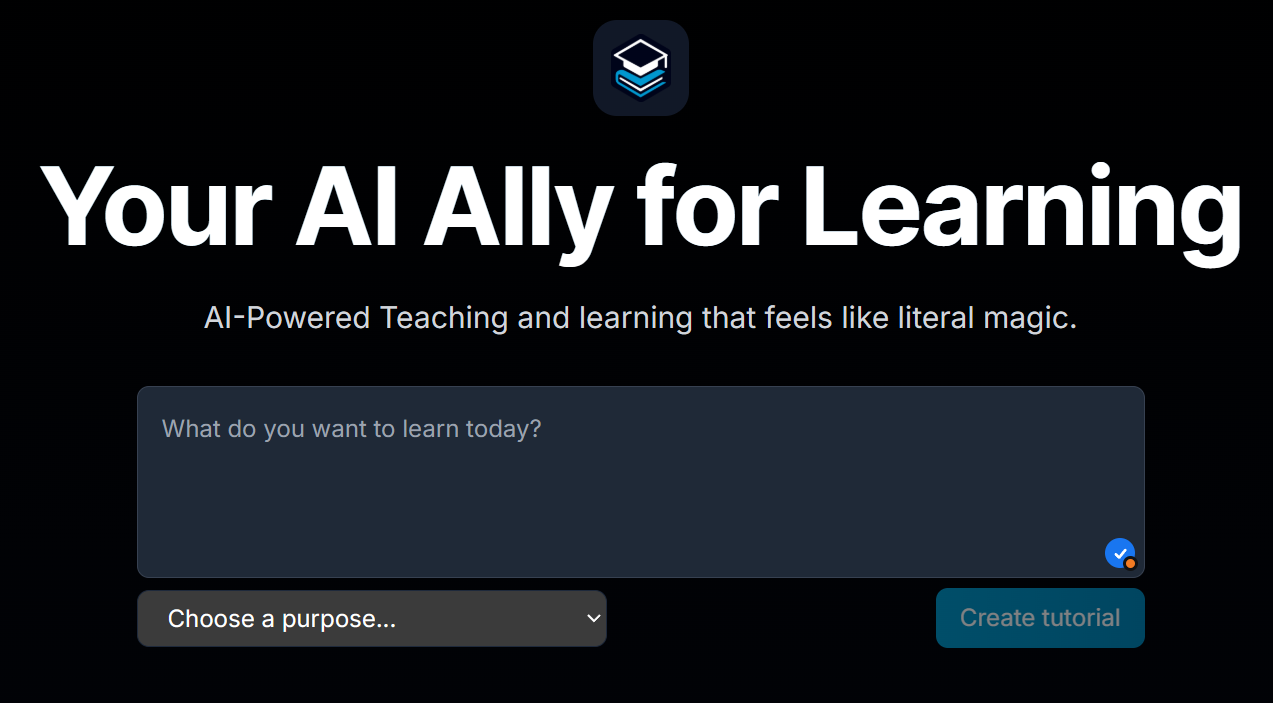 Your AI Ally for Learning
AI-Powered Teaching and learning that feels like literal magic.
What do you want to learn today?
Choose a purpose...
Create tutorial